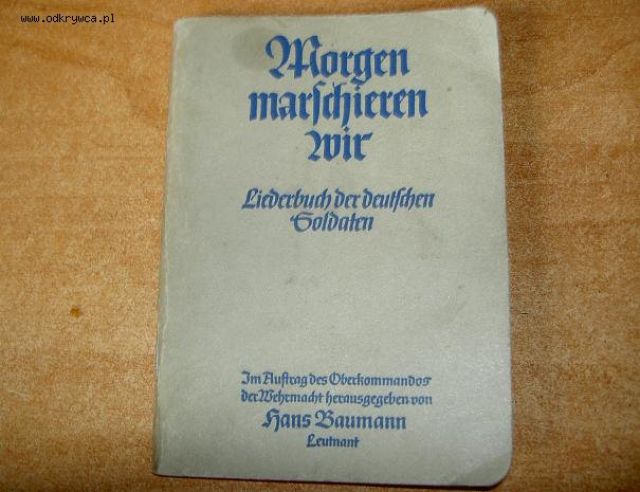 www.odkrywca.pl
Morgen
marschieren
wir
Liederbuch der deutschen
Soldaten
Im Auftrag des Oberkommandos
der Wehrmacht herausgegeben von
Hans Baumann
Leutnant